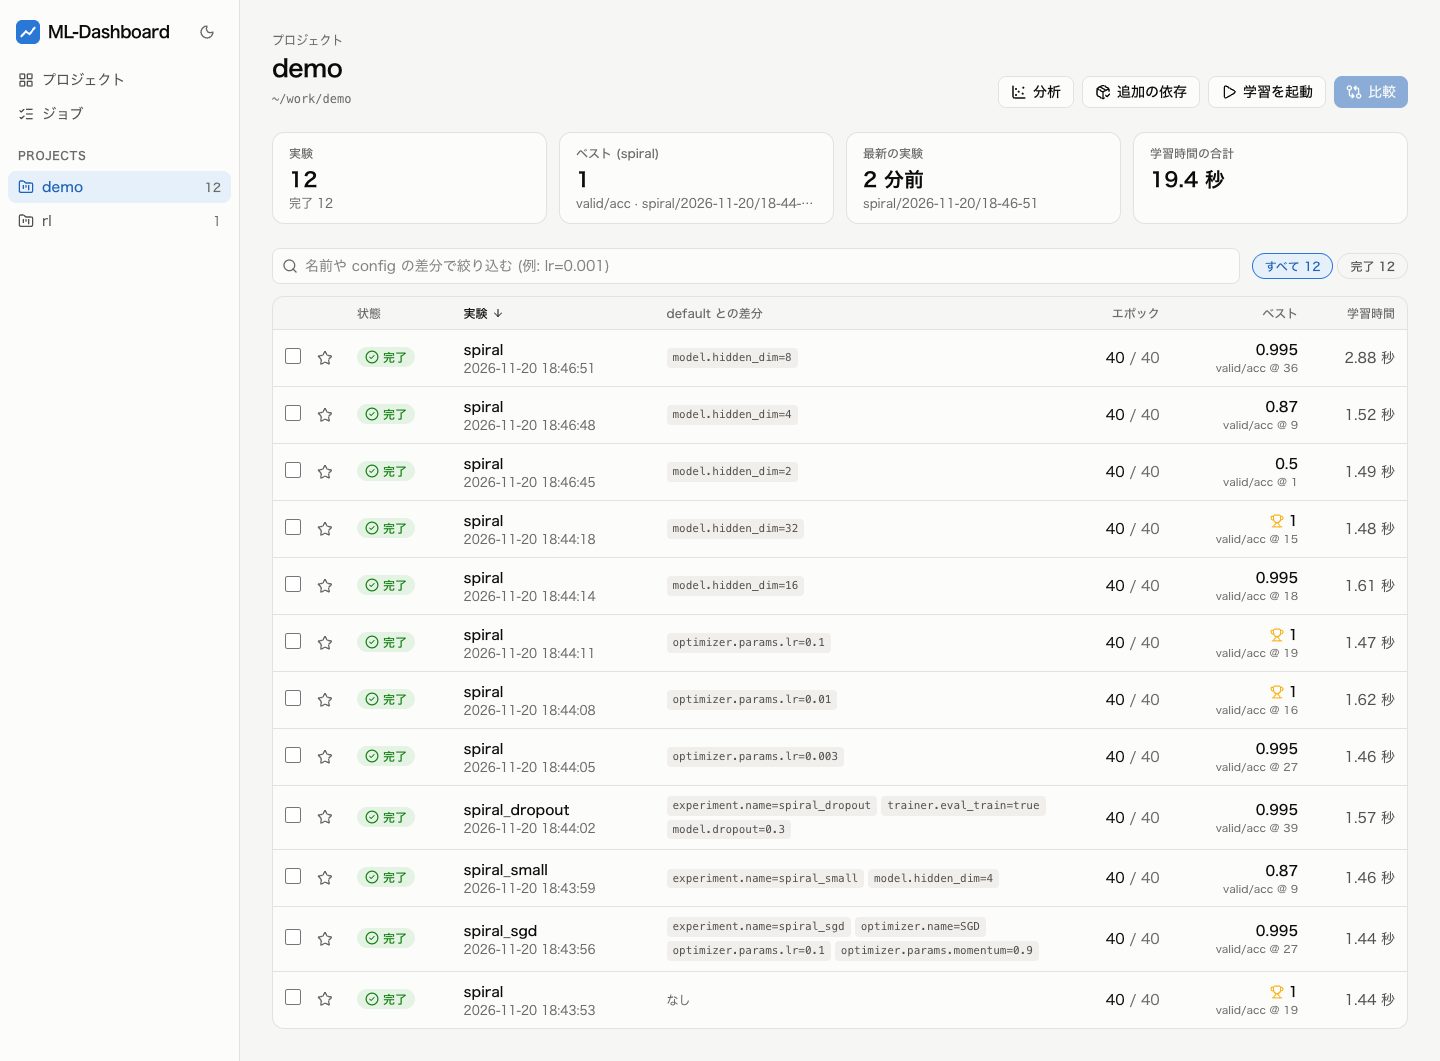 ML-Dashboard
プロジェクト
ジョブ
PROJECTS
demo 12
rl 1
プロジェクト
demo
~/work/demo
分析 追加の依存 学習を起動 比較
実験
12
完了 12
ベスト (spiral)
1
valid/acc · spiral/2026-11-20/18-44-…
最新の実験
2 分前
spiral/2026-11-20/18-46-51
学習時間の合計
19.4 秒
名前や config の差分で絞り込む (例: lr=0.001)
すべて 12 完了 12
状態 実験 ↓ default との差分 エポック ベスト 学習時間
完了 spiral model.hidden_dim=8 40 / 40 0.995 2.88 秒
2026-11-20 18:46:51 valid/acc @ 36
完了 spiral model.hidden_dim=4 40 / 40 0.87 1.52 秒
2026-11-20 18:46:48 valid/acc @ 9
完了 spiral model.hidden_dim=2 40 / 40 0.5 1.49 秒
2026-11-20 18:46:45 valid/acc @ 1
完了 spiral model.hidden_dim=32 40 / 40 1 1.48 秒
2026-11-20 18:44:18 valid/acc @ 15
完了 spiral model.hidden_dim=16 40 / 40 0.995 1.61 秒
2026-11-20 18:44:14 valid/acc @ 18
完了 spiral optimizer.params.lr=0.1 40 / 40 1 1.47 秒
2026-11-20 18:44:11 valid/acc @ 19
完了 spiral optimizer.params.lr=0.01 40 / 40 1 1.62 秒
2026-11-20 18:44:08 valid/acc @ 16
完了 spiral optimizer.params.lr=0.003 40 / 40 0.995 1.46 秒
2026-11-20 18:44:05 valid/acc @ 27
完了 spiral_dropout experiment.name=spiral_dropout trainer.eval_train=true 40 / 40 0.995 1.57 秒
2026-11-20 18:44:02 model.dropout=0.3 valid/acc @ 39
完了 spiral_small experiment.name=spiral_small model.hidden_dim=4 40 / 40 0.87 1.46 秒
2026-11-20 18:43:59 valid/acc @ 9
完了 spiral_sgd experiment.name=spiral_sgd optimizer.name=SGD 40 / 40 0.995 1.44 秒
2026-11-20 18:43:56 optimizer.params.lr=0.1 optimizer.params.momentum=0.9 valid/acc @ 27
完了 spiral なし 40 / 40 1 1.44 秒
2026-11-20 18:43:53 valid/acc @ 19